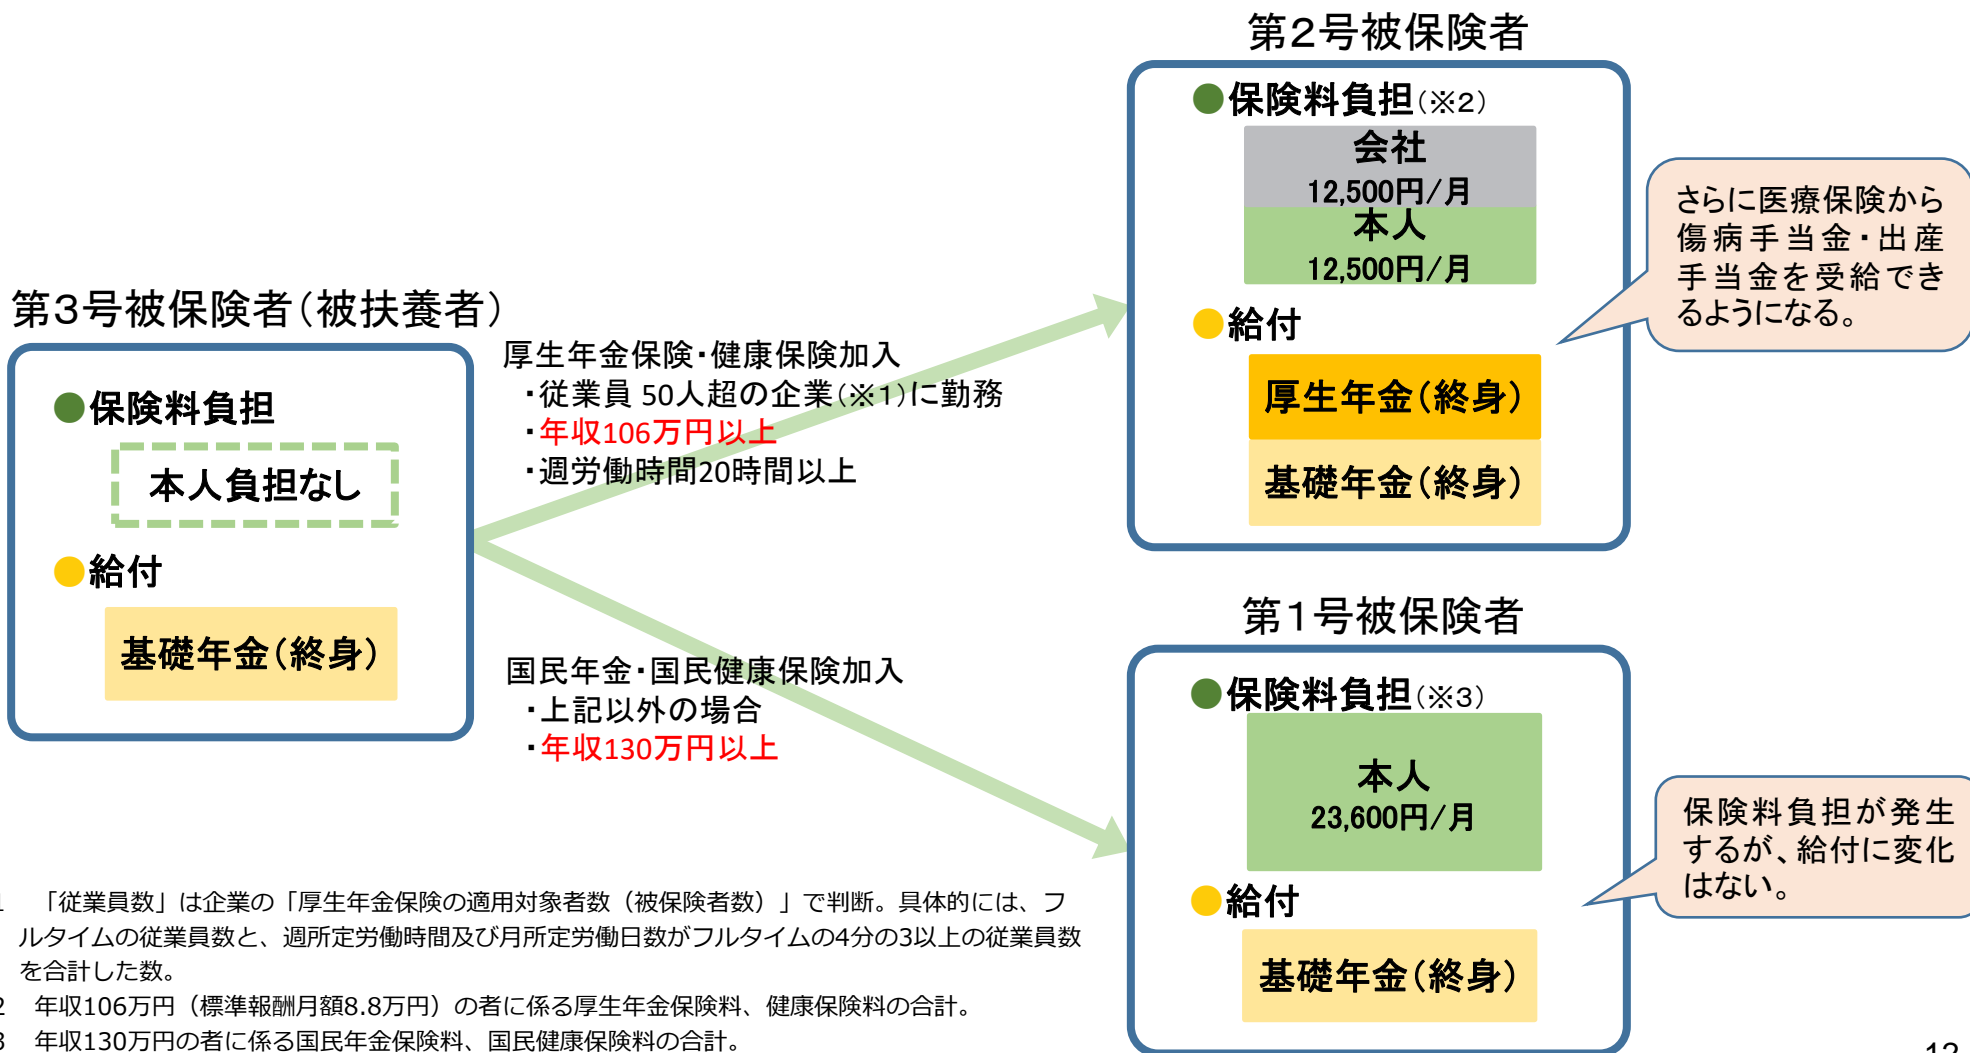 第3号被保険者(被扶養者)
●保険料負担
本人負担なし
●給付
基礎年金(終身)
厚生年金保険・健康保険加入
・従業員 50人超の企業(※1)に勤務
・年収106万円以上
・週労働時間20時間以上
国民年金・国民健康保険加入
・上記以外の場合
・年収130万円以上
第2号被保険者
●保険料負担(※2)
会社
12,500円/月
本人
12,500円/月
●給付
厚生年金(終身)
基礎年金(終身)
さらに医療保険から
傷病手当金・出産
手当金を受給でき
るようになる。
第1号被保険者
●保険料負担(※3)
本人
23,600円/月
●給付
基礎年金(終身)
保険料負担が発生
するが、給付に変化
はない。
1 「従業員数」は企業の「厚生年金保険の適用対象者数(被保険者数)」で判断。具体的には、フ
ルタイムの従業員数と、週所定労働時間及び月所定労働日数がフルタイムの4分の3以上の従業員数
を合計した数。
2 年収106万円(標準報酬月額8.8万円)の者に係る厚生年金保険料、健康保険料の合計。
3 年収130万円の者に係る国民年金保険料、国民健康保険料の合計。
12